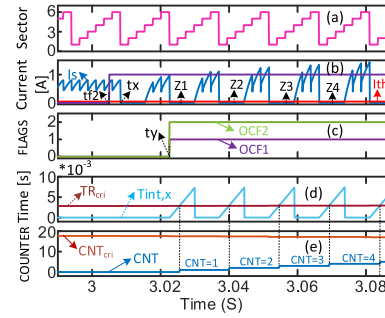 6
4
2
0
Sector
(a)
Current
[A]
1
0
Is
(b)
tf2
tx
Z1
Z2
Z3
Z4
Ith
FLAGS
2
1
0
ty
(c)
OCF2
OCF1
*10⁻³
Time [s]
5
0
TRcri
Tint,x
(d)
COUNTER
20
10
0
CNTcri
CNT
(e)
CNT=1
CNT=2
CNT=3
CNT=4
3
3.02
3.04
3.06
3.08
Time (S)